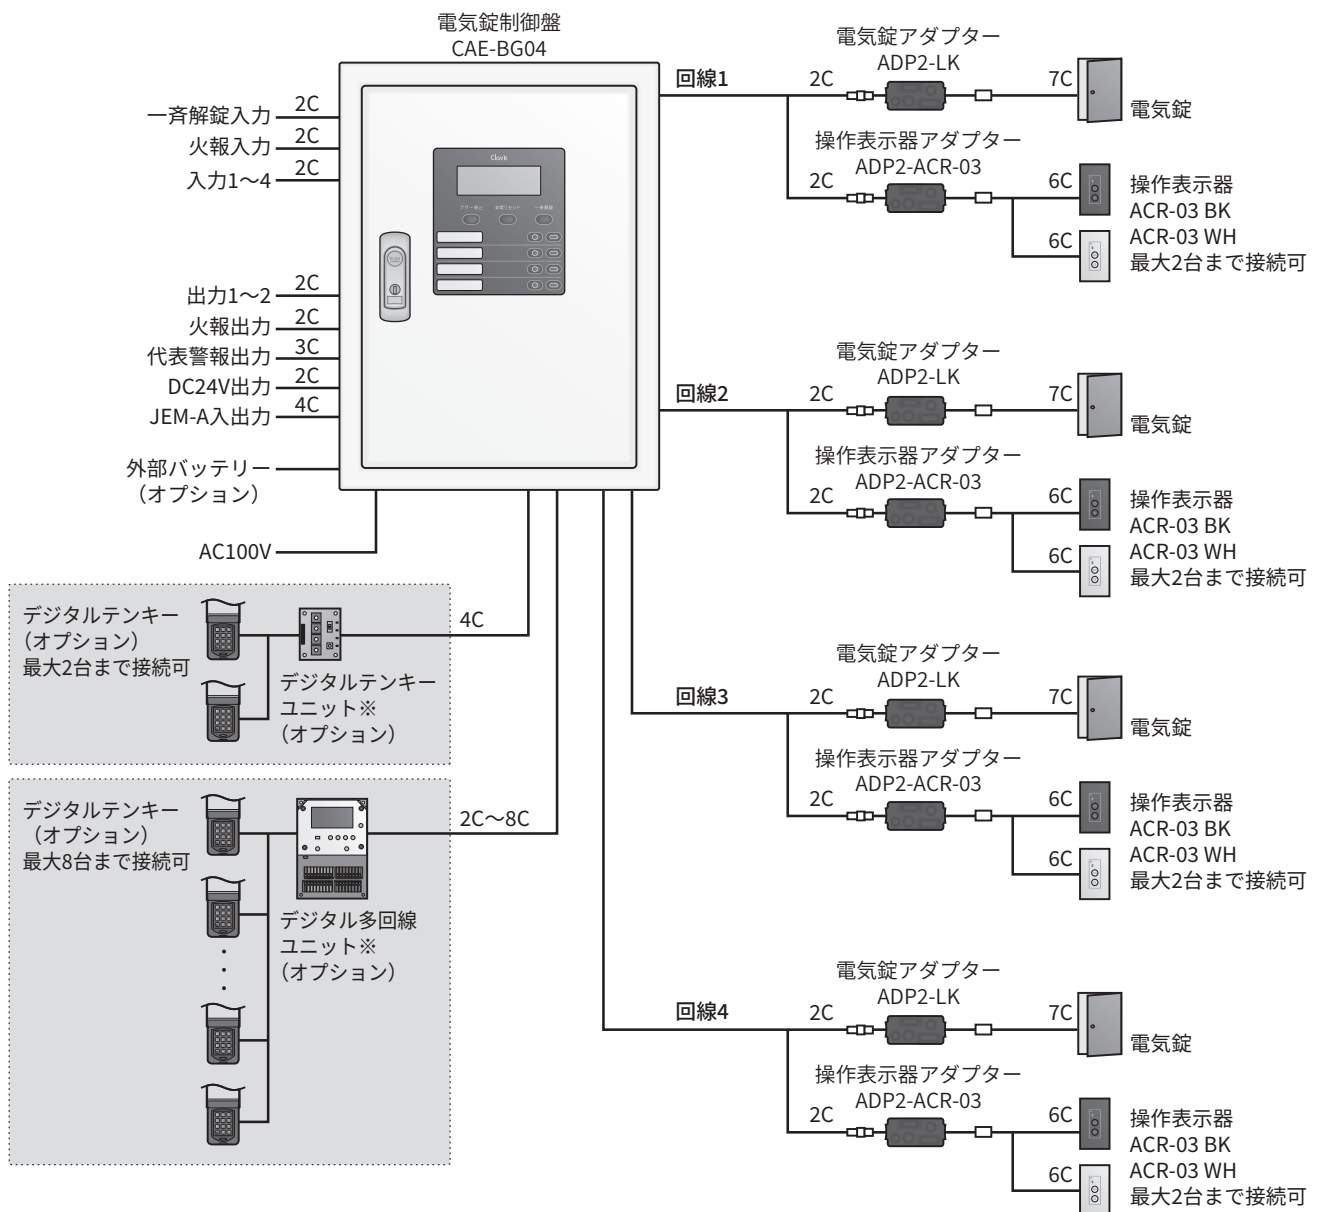 電気錠制御盤
CAE-BG04
一斉解錠入力
2C
火報入力
2C
入力1～4
2C
出力1～2
2C
火報出力
2C
代表警報出力
3C
DC24V出力
2C
JEM-A入出力
4C
外部バッテリー
（オプション）
AC100V
Clavis
ブザー停止
警報リセット
一斉解錠
回線1
電気錠アダプター
ADP2-LK
2C
7C
電気錠
操作表示器アダプター
ADP2-ACR-03
2C
6C
6C
操作表示器
ACR-03 BK
ACR-03 WH
最大2台まで接続可
回線2
電気錠アダプター
ADP2-LK
2C
7C
電気錠
操作表示器アダプター
ADP2-ACR-03
2C
6C
6C
操作表示器
ACR-03 BK
ACR-03 WH
最大2台まで接続可
デジタルテンキー
（オプション）
最大2台まで接続可
4C
デジタルテンキー
ユニット※
（オプション）
回線3
電気錠アダプター
ADP2-LK
2C
7C
電気錠
操作表示器アダプター
ADP2-ACR-03
2C
6C
6C
操作表示器
ACR-03 BK
ACR-03 WH
最大2台まで接続可
デジタルテンキー
（オプション）
最大8台まで接続可
2C～8C
デジタル多回線
ユニット※
（オプション）
回線4
電気錠アダプター
ADP2-LK
2C
7C
電気錠
操作表示器アダプター
ADP2-ACR-03
2C
6C
6C
操作表示器
ACR-03 BK
ACR-03 WH
最大2台まで接続可